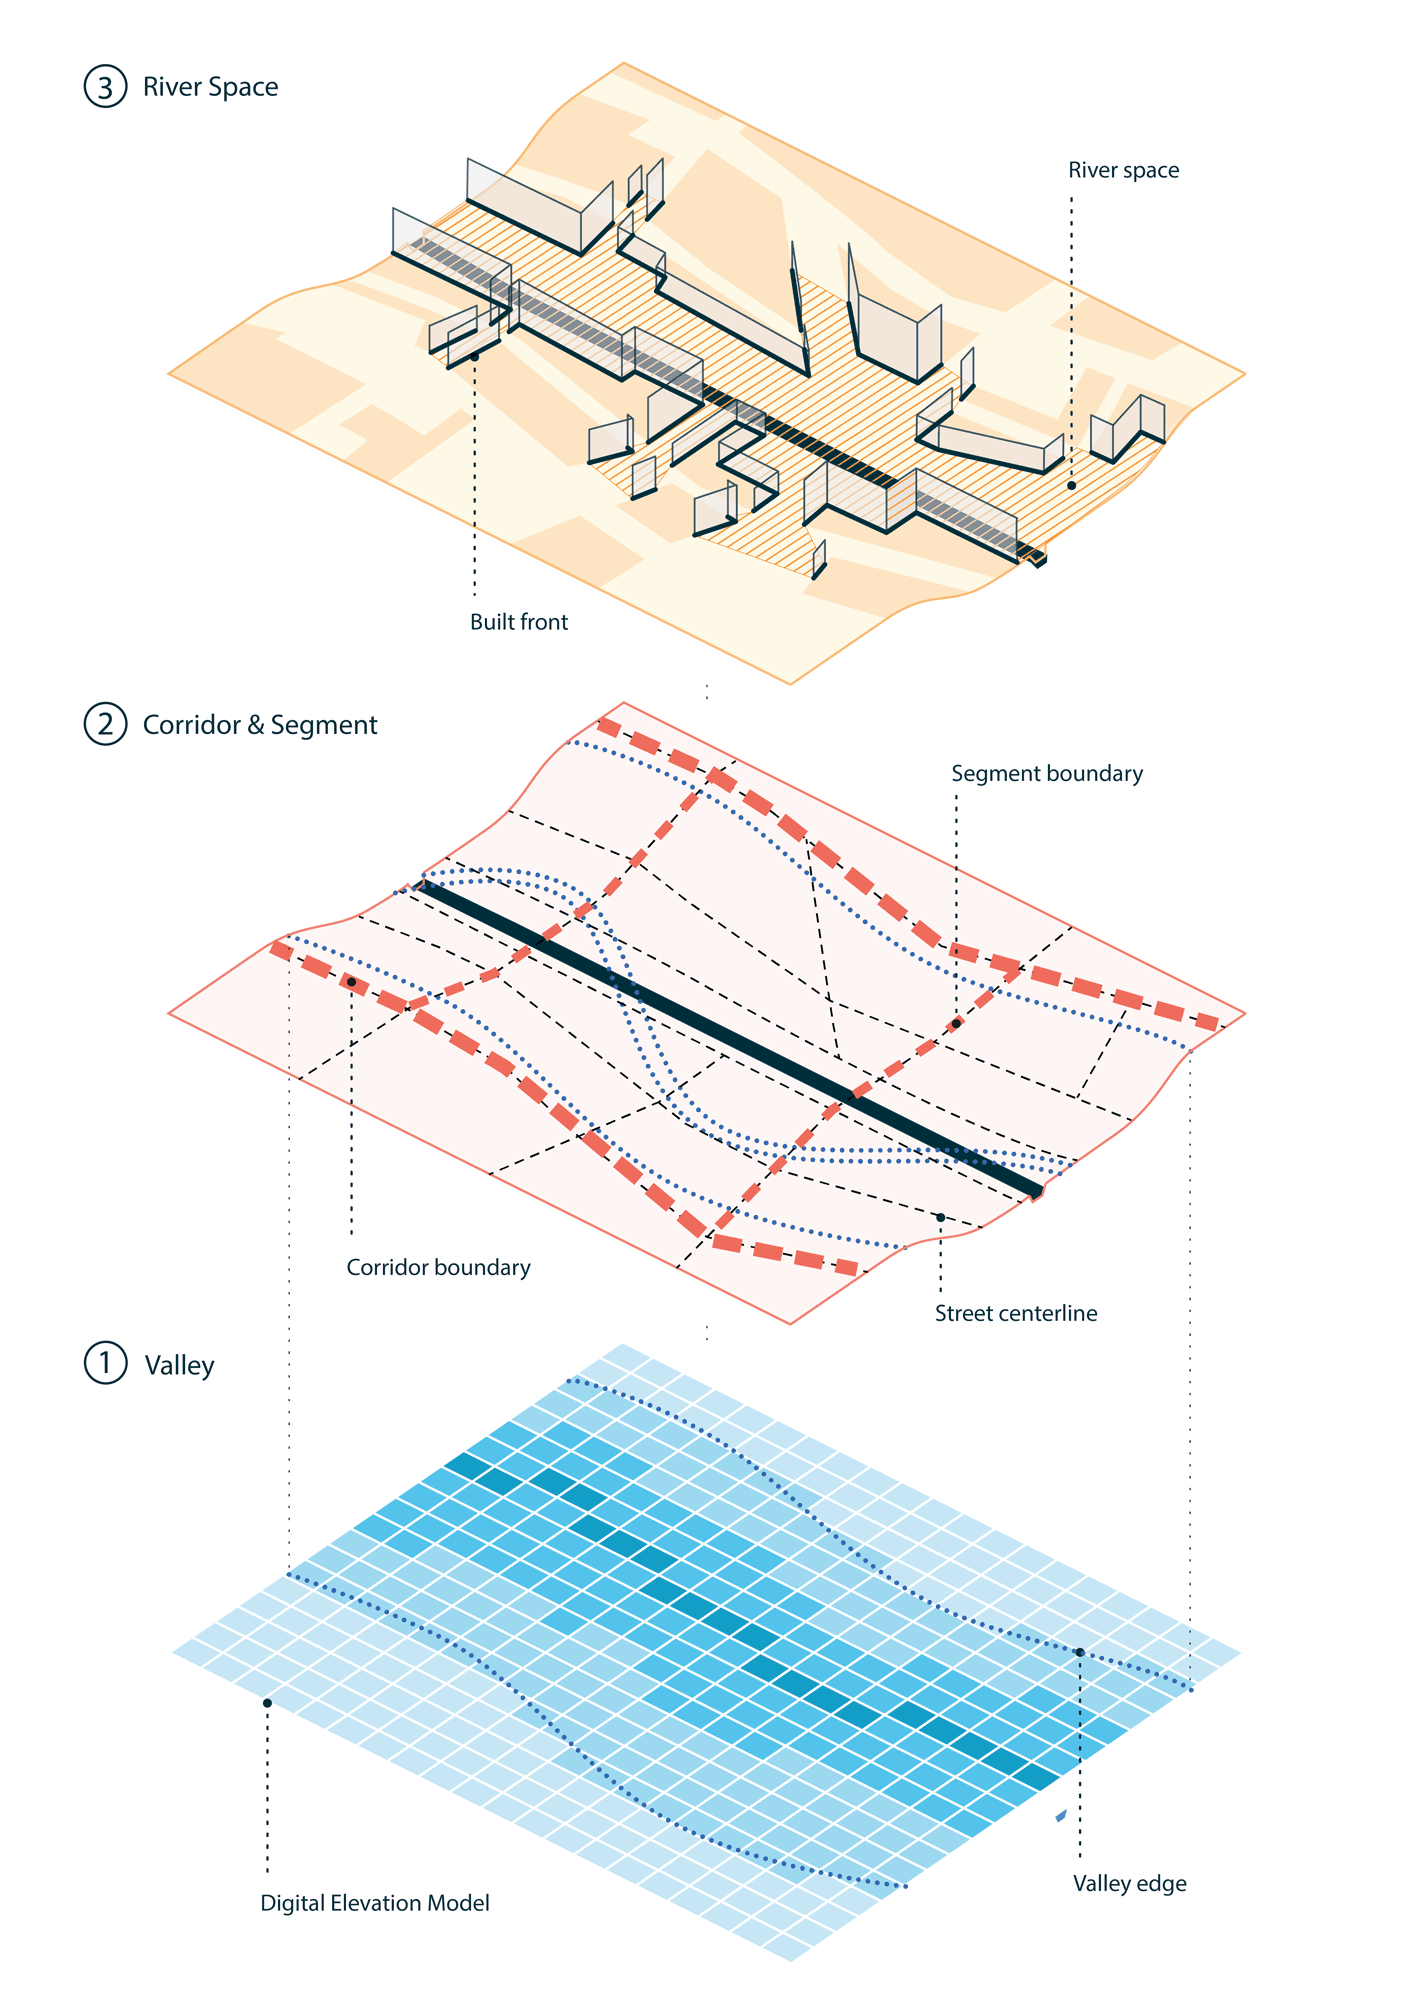 3 River Space
River space
Built front
2 Corridor & Segment
Segment boundary
Corridor boundary
Street centerline
1 Valley
Valley edge
Digital Elevation Model